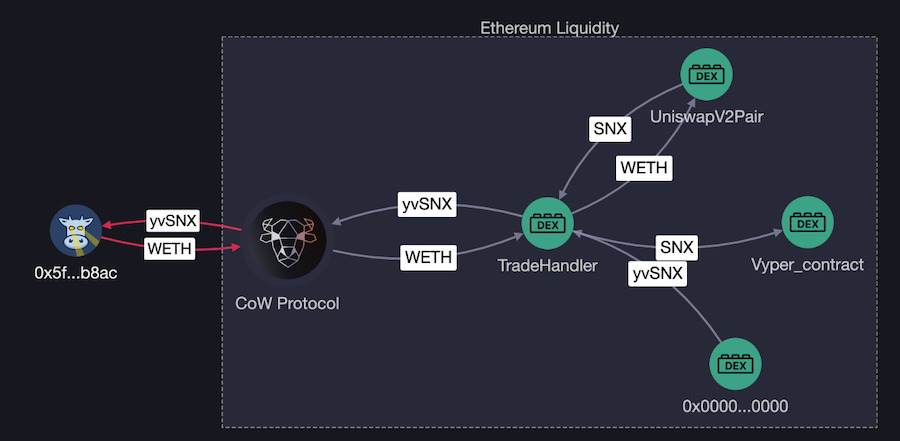 Ethereum Liquidity
DEX
UniswapV2Pair
SNX
WETH
yvSNX
WETH
0x5f...b8ac
CoW Protocol
yvSNX
WETH
DEX
TradeHandler
SNX
yvSNX
DEX
Vyper_contract
DEX
0x0000...0000